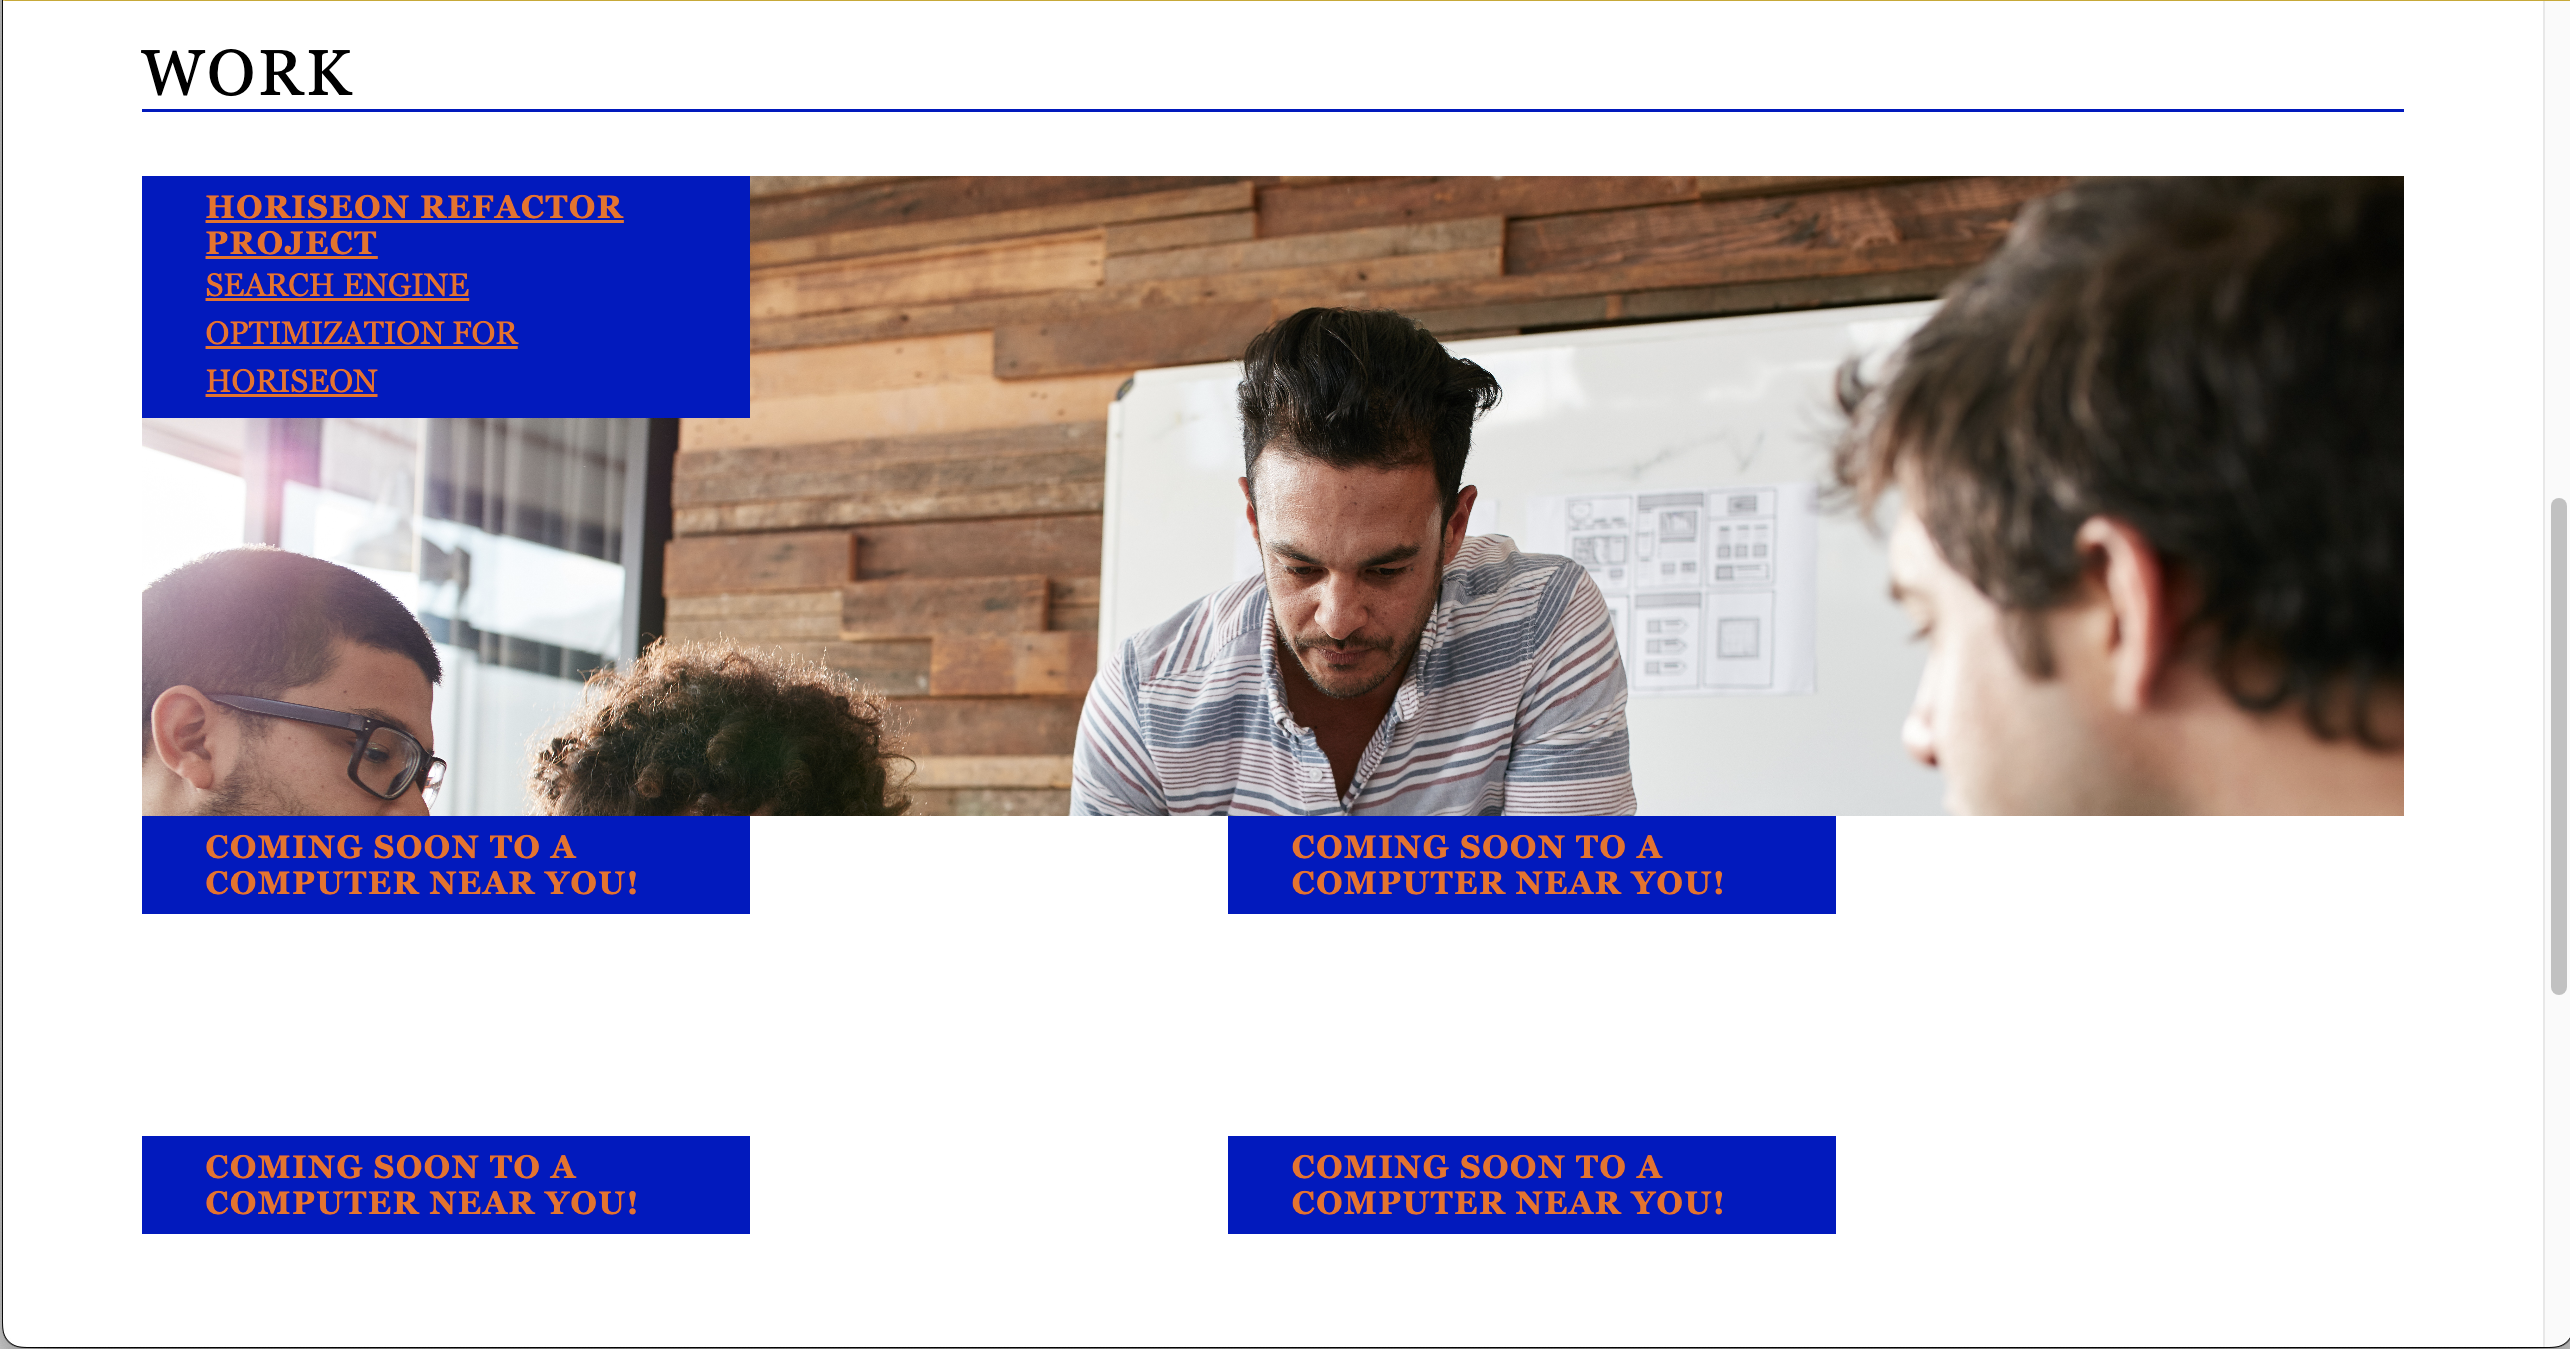 WORK
HORISEON REFACTOR
PROJECT
SEARCH ENGINE
OPTIMIZATION FOR
HORISEON
COMING SOON TO A
COMPUTER NEAR YOU!
COMING SOON TO A
COMPUTER NEAR YOU!
COMING SOON TO A
COMPUTER NEAR YOU!
COMING SOON TO A
COMPUTER NEAR YOU!